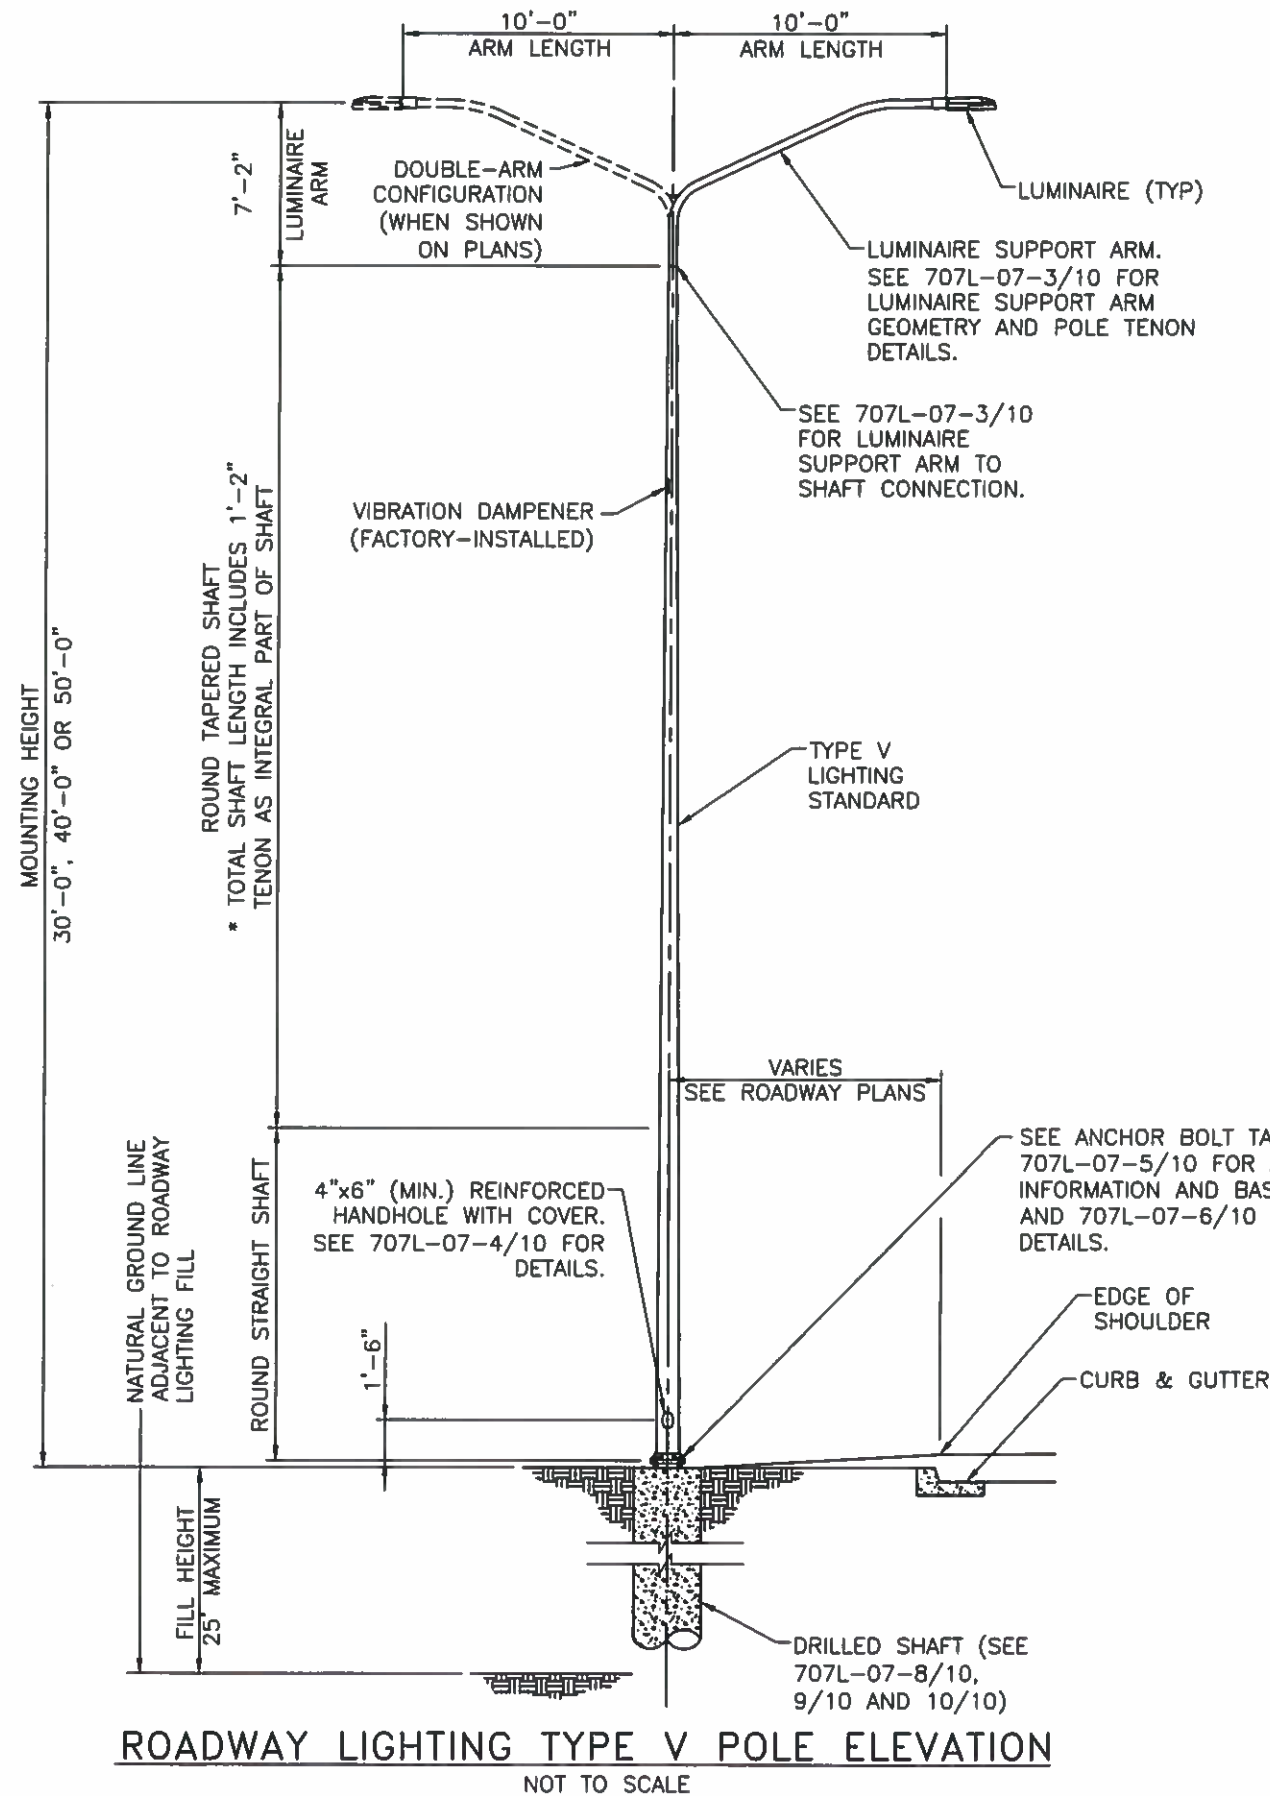 10'-0"
ARM LENGTH
10'-0"
ARM LENGTH
7'-2"
LUMINAIRE
ARM
DOUBLE-ARM
CONFIGURATION
(WHEN SHOWN
ON PLANS)
LUMINAIRE (TYP)
LUMINAIRE SUPPORT ARM.
SEE 707L-07-3/10 FOR
LUMINAIRE SUPPORT ARM
GEOMETRY AND POLE TENON
DETAILS.
SEE 707L-07-3/10
FOR LUMINAIRE
SUPPORT ARM TO
SHAFT CONNECTION.
VIBRATION DAMPENER
(FACTORY-INSTALLED)
ROUND TAPERED SHAFT
* TOTAL SHAFT LENGTH INCLUDES 1'-2"
TENON AS INTEGRAL PART OF SHAFT
MOUNTING HEIGHT
30'-0", 40'-0" OR 50'-0"
TYPE V
LIGHTING
STANDARD
VARIES
SEE ROADWAY PLANS
SEE ANCHOR BOLT TA
707L-07-5/10 FOR
INFORMATION AND BAS
AND 707L-07-6/10
DETAILS.
4"x6" (MIN.) REINFORCED
HANDHOLE WITH COVER.
SEE 707L-07-4/10 FOR
DETAILS.
NATURAL GROUND LINE
ADJACENT TO ROADWAY
LIGHTING FILL
ROUND STRAIGHT SHAFT
1'-6"
EDGE OF
SHOULDER
CURB & GUTTER
FILL HEIGHT
25' MAXIMUM
DRILLED SHAFT (SEE
707L-07-8/10,
9/10 AND 10/10)
ROADWAY LIGHTING TYPE V POLE ELEVATION
NOT TO SCALE